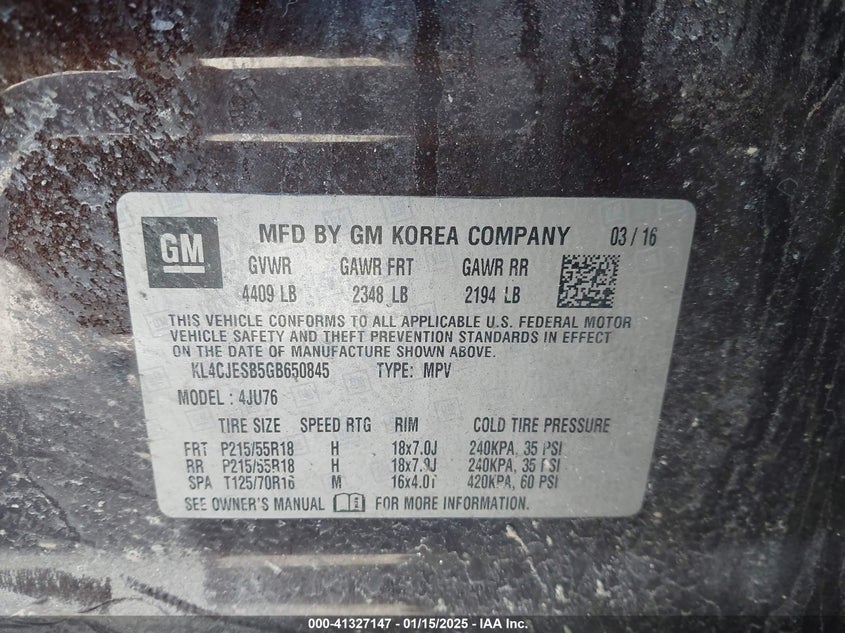 GM
MFD BY GM KOREA COMPANY 03 / 16
GVWR GAWR FRT GAWR RR
4409 LB 2348 LB 2194 LB
THIS VEHICLE CONFORMS TO ALL APPLICABLE U.S. FEDERAL MOTOR
VEHICLE SAFETY AND THEFT PREVENTION STANDARDS IN EFFECT
ON THE DATE OF MANUFACTURE SHOWN ABOVE.
KL4CJESB5GB650845 TYPE: MPV
MODEL : 4JU76
TIRE SIZE SPEED RTG RIM COLD TIRE PRESSURE
FRT P215/55R18 H 18x7.0J 240KPA, 35 PSI
RR P215/55R18 H 18x7.0J 240KPA, 35 PSI
SPA T125/70R16 M 16x4.0T 420KPA, 60 PSI
SEE OWNER'S MANUAL FOR MORE INFORMATION.
000-41327147 - 01/15/2025 - IAA Inc.